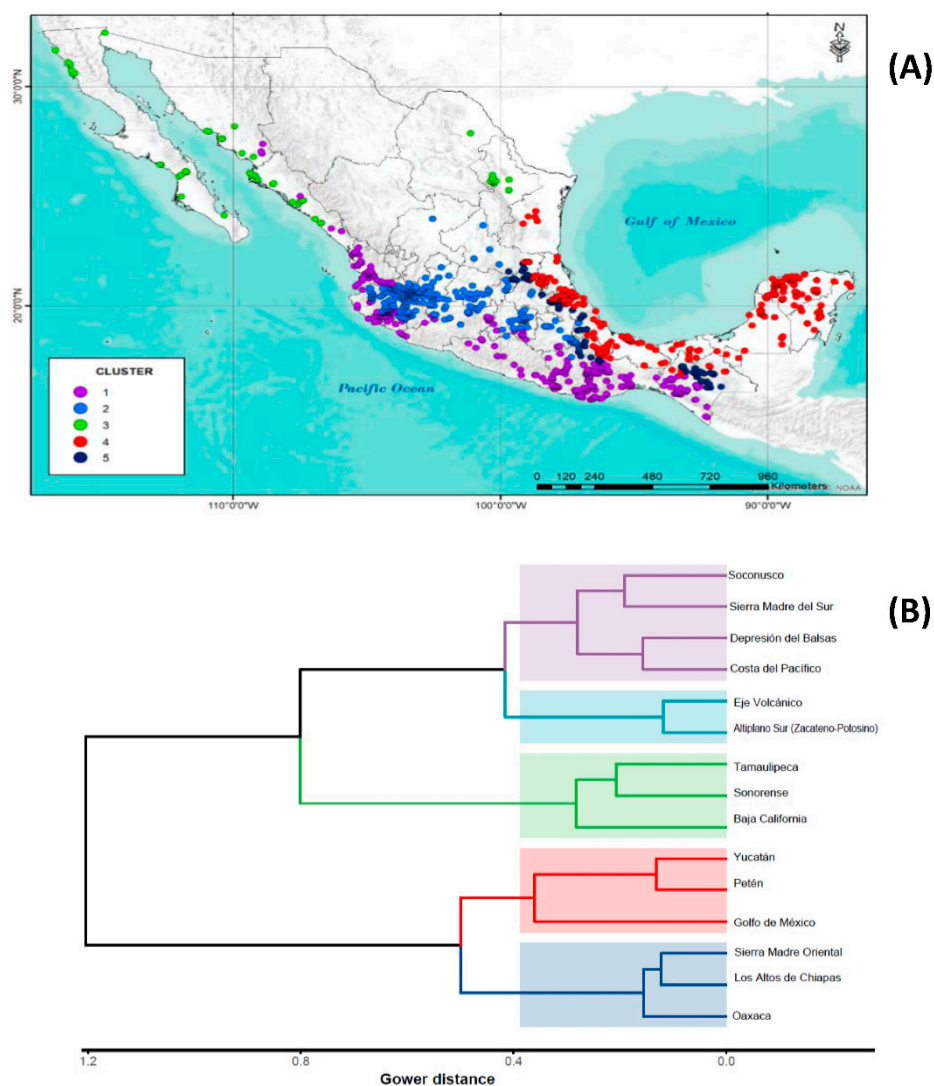 (A)
N
30°0'0"N
Gulf of Mexico
20°0'0"N
CLUSTER
1
2
3
4
5
Pacific Ocean
0 120 240 480 720 960
Kilometers
NOAA
110°0'0"W 100°0'0"W 90°0'0"W
(B)
Soconusco
Sierra Madre del Sur
Depresión del Balsas
Costa del Pacífico
Eje Volcánico
Altiplano Sur (Zacateno-Potosino)
Tamaulipeca
Sonorense
Baja California
Yucatán
Petén
Golfo de México
Sierra Madre Oriental
Los Altos de Chiapas
Oaxaca
1.2 0.8 0.4 0.0
Gower distance